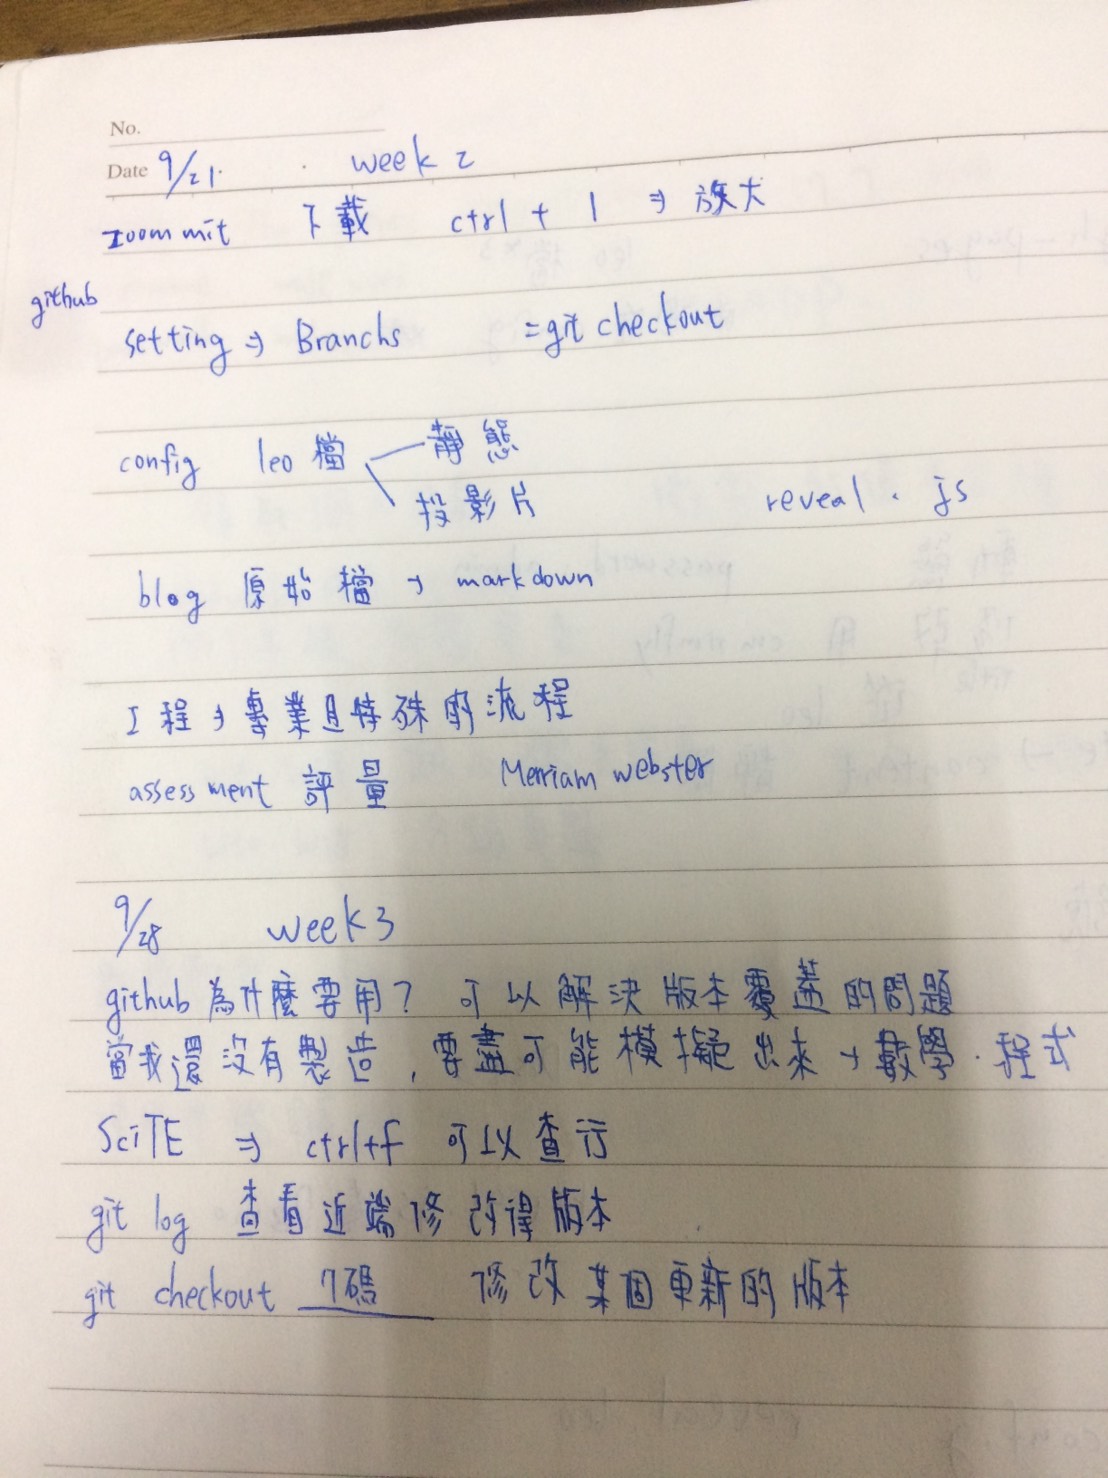 No.
Date 9/21. week 2
zoom mit 下載 ctrl + 1 ⇒ 放大
github
setting ⇒ Branchs =git checkout
config leo檔 靜態
投影片 reveal.js
blog 原始檔 → markdown
工程 → 專業且特殊的流程
assessment 評量 Merriam webster
9/28 week3
github 為什麼要用? 可以解決版本覆蓋的問題
當我還沒有製造,要盡可能模擬出來→數學.程式
SciTE ⇒ ctrl+f 可以查行
git log 查看近端修改得版本
git checkout 7碼 修改某個更新的版本